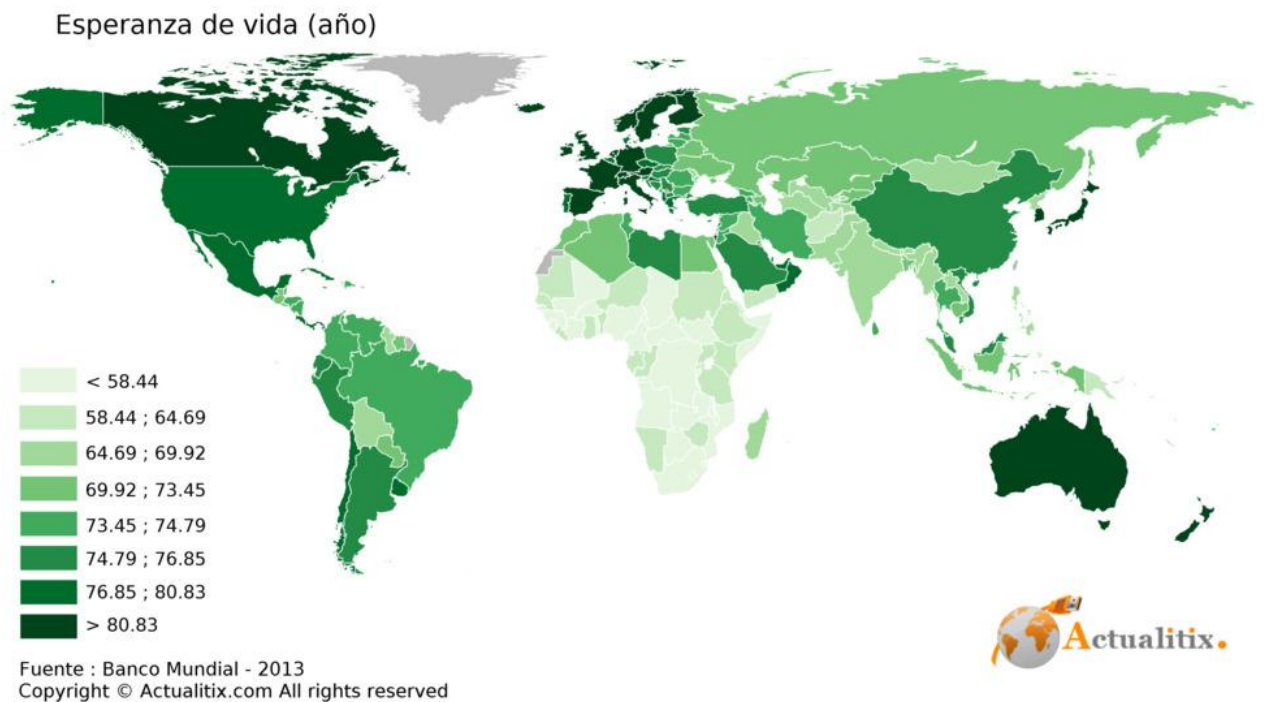 Esperanza de vida (año)
< 58.44
58.44 ; 64.69
64.69 ; 69.92
69.92 ; 73.45
73.45 ; 74.79
74.79 ; 76.85
76.85 ; 80.83
> 80.83
Actualitix.
Fuente : Banco Mundial - 2013
Copyright © Actualitix.com All rights reserved